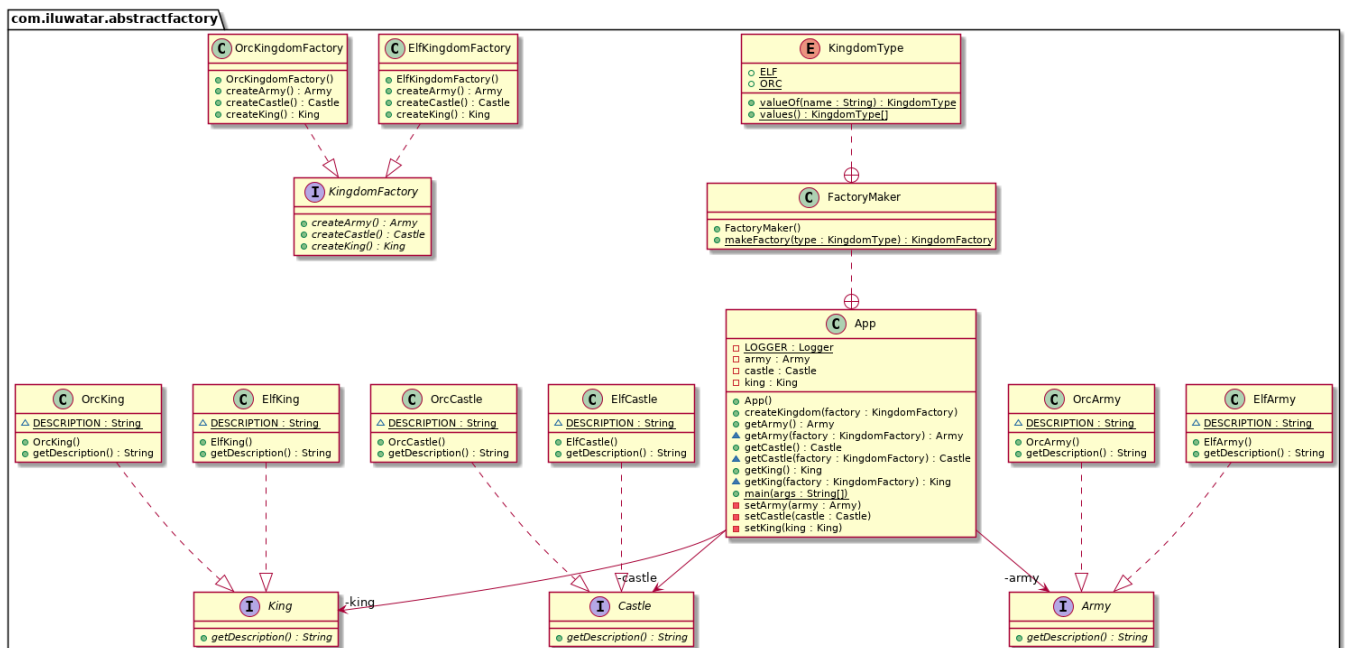 com.iluwatar.abstractfactory
C OrcKingdomFactory
OrcKingdomFactory()
createArmy() : Army
createCastle() : Castle
createKing() : King
C ElfKingdomFactory
ElfKingdomFactory()
createArmy() : Army
createCastle() : Castle
createKing() : King
E KingdomType
ELF
ORC
valueOf(name : String) : KingdomType
values() : KingdomType[]
I KingdomFactory
createArmy() : Army
createCastle() : Castle
createKing() : King
C FactoryMaker
FactoryMaker()
makeFactory(type : KingdomType) : KingdomFactory
C App
LOGGER : Logger
army : Army
castle : Castle
king : King
App()
createKingdom(factory : KingdomFactory)
getArmy() : Army
getArmy(factory : KingdomFactory) : Army
getCastle() : Castle
getCastle(factory : KingdomFactory) : Castle
getKing() : King
getKing(factory : KingdomFactory) : King
main(args : String[])
setArmy(army : Army)
setCastle(castle : Castle)
setKing(king : King)
C OrcKing
DESCRIPTION : String
OrcKing()
getDescription() : String
C ElfKing
DESCRIPTION : String
ElfKing()
getDescription() : String
C OrcCastle
DESCRIPTION : String
OrcCastle()
getDescription() : String
C ElfCastle
DESCRIPTION : String
ElfCastle()
getDescription() : String
C OrcArmy
DESCRIPTION : String
OrcArmy()
getDescription() : String
C ElfArmy
DESCRIPTION : String
ElfArmy()
getDescription() : String
-king
-castle
-army
I King
getDescription() : String
I Castle
getDescription() : String
I Army
getDescription() : String